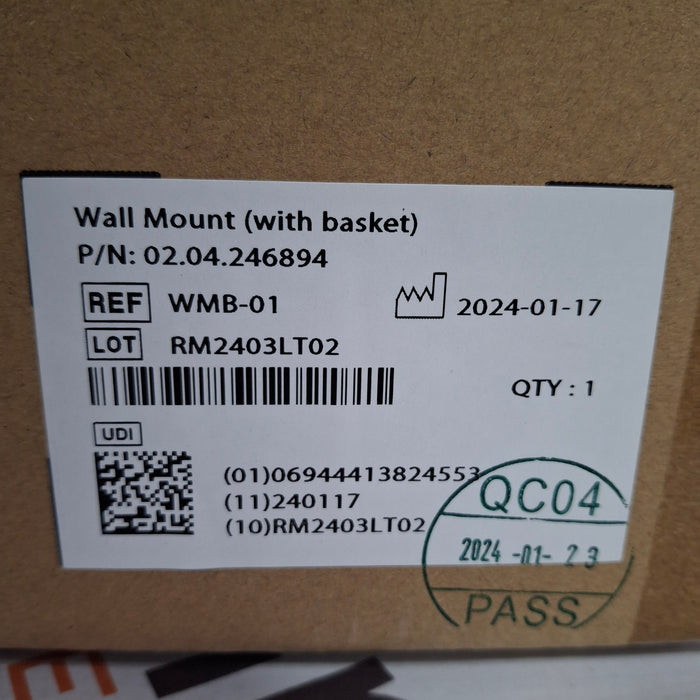 Wall Mount (with basket)
P/N: 02.04.246894
REF WMB-01 2024-01-17
LOT RM2403LT02
QTY : 1
UDI
(01)06944413824553
(11)240117
(10)RM2403LT02
QC04
2024 -01- 23
PASS